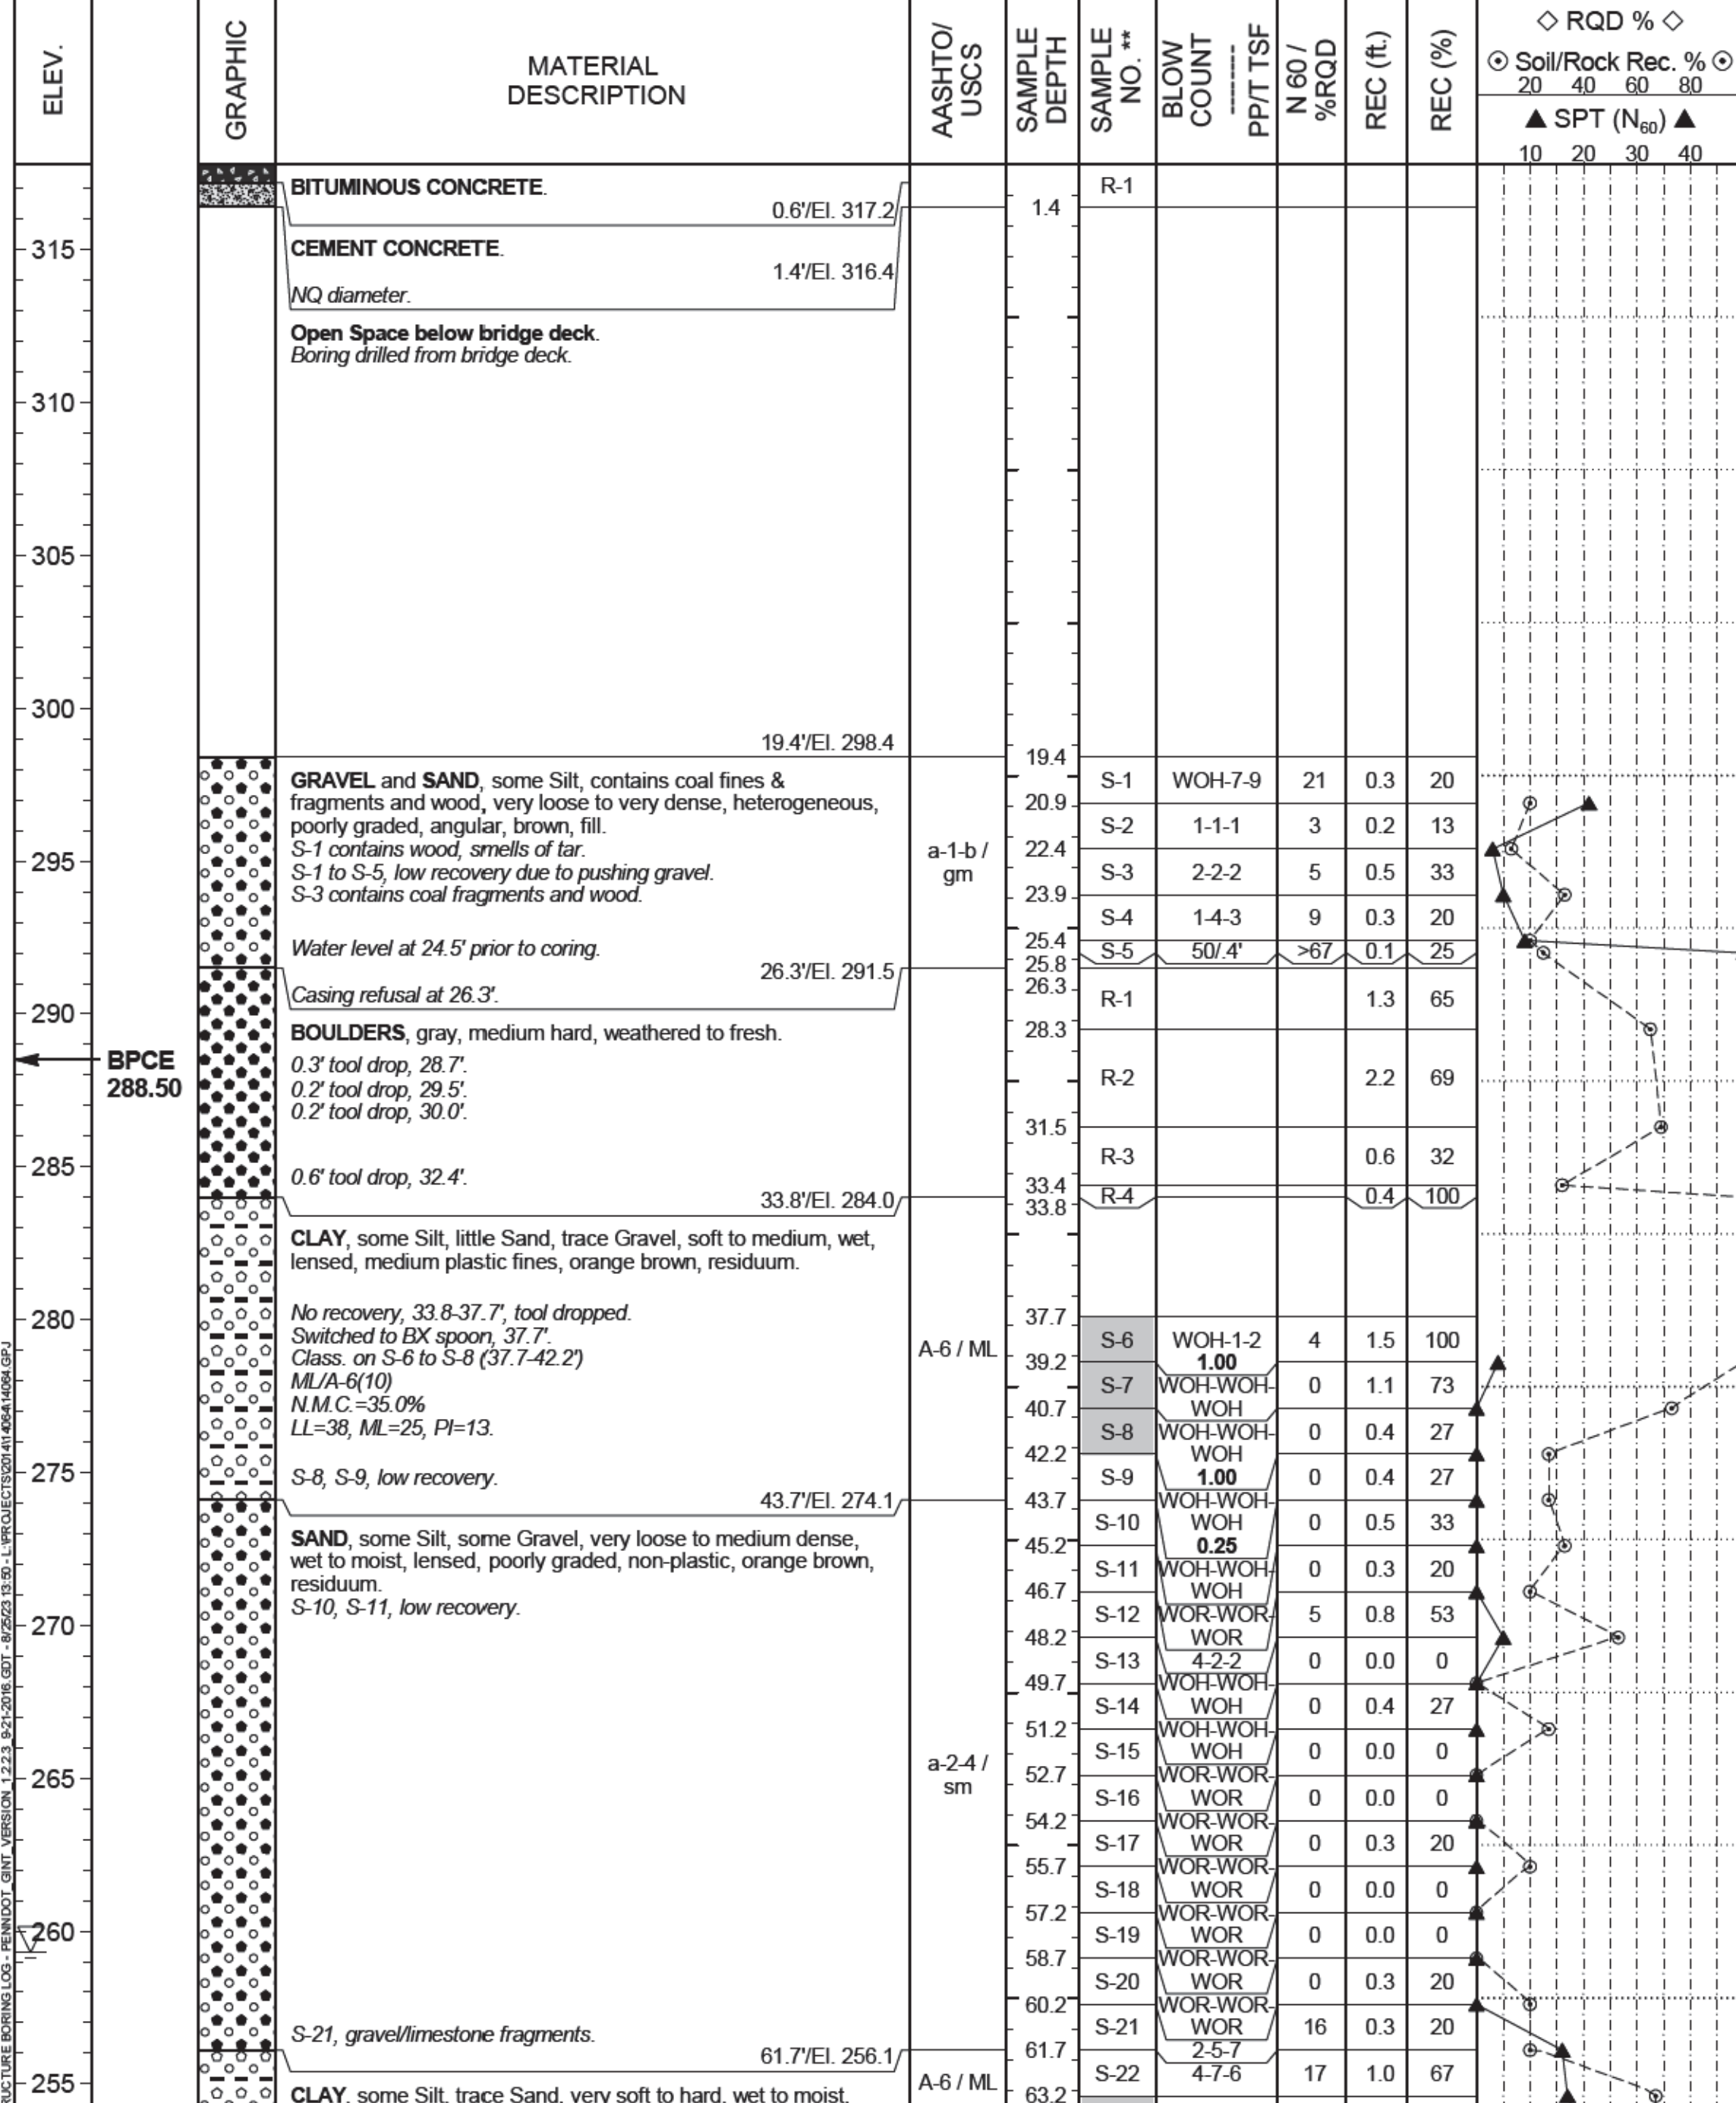 ELEV.
GRAPHIC
MATERIAL
DESCRIPTION
AASHTO/
USCS
SAMPLE
DEPTH
SAMPLE
NO. **
BLOW
COUNT
--------
PP/T TSF
N 60 /
%RQD
REC (ft.)
REC (%)
◇ RQD % ◇
⊙ Soil/Rock Rec. % ⊙
20 40 60 80
▲ SPT (N60) ▲
10 20 30 40
BITUMINOUS CONCRETE.
0.6'/El. 317.2
R-1
1.4
315
CEMENT CONCRETE.
1.4'/El. 316.4
NQ diameter.
Open Space below bridge deck.
Boring drilled from bridge deck.
310
305
300
19.4'/El. 298.4
19.4
GRAVEL and SAND, some Silt, contains coal fines &
fragments and wood, very loose to very dense, heterogeneous,
poorly graded, angular, brown, fill.
S-1 contains wood, smells of tar.
S-1 to S-5, low recovery due to pushing gravel.
S-3 contains coal fragments and wood.
Water level at 24.5' prior to coring.
26.3'/El. 291.5
295
a-1-b /
gm
S-1 WOH-7-9 21 0.3 20
20.9
S-2 1-1-1 3 0.2 13
22.4
S-3 2-2-2 5 0.5 33
23.9
S-4 1-4-3 9 0.3 20
25.4
S-5 50/.4' >67 0.1 25
25.8
26.3
Casing refusal at 26.3'.
290
R-1 1.3 65
BOULDERS, gray, medium hard, weathered to fresh.
28.3
BPCE
288.50
0.3' tool drop, 28.7'.
0.2' tool drop, 29.5'.
0.2' tool drop, 30.0'.
R-2 2.2 69
31.5
285
0.6' tool drop, 32.4'.
R-3 0.6 32
33.4
33.8'/El. 284.0
R-4 0.4 100
33.8
CLAY, some Silt, little Sand, trace Gravel, soft to medium, wet,
lensed, medium plastic fines, orange brown, residuum.
280
No recovery, 33.8-37.7', tool dropped.
Switched to BX spoon, 37.7'.
Class. on S-6 to S-8 (37.7-42.2')
ML/A-6(10)
N.M.C.=35.0%
LL=38, ML=25, PI=13.
S-8, S-9, low recovery.
43.7'/El. 274.1
A-6 / ML
37.7
S-6 WOH-1-2 4 1.5 100
39.2 1.00
S-7 WOH-WOH- 0 1.1 73
40.7 WOH
S-8 WOH-WOH- 0 0.4 27
42.2 WOH
275
S-9 1.00 0 0.4 27
43.7 WOH-WOH-
SAND, some Silt, some Gravel, very loose to medium dense,
wet to moist, lensed, poorly graded, non-plastic, orange brown,
residuum.
S-10, S-11, low recovery.
S-10 WOH 0 0.5 33
45.2 0.25
S-11 WOH-WOH- 0 0.3 20
46.7 WOH
270
S-12 WOR-WOR- 5 0.8 53
48.2 WOR
S-13 4-2-2 0 0.0 0
49.7 WOH-WOH-
S-14 WOH 0 0.4 27
51.2 WOH-WOH-
S-15 WOH 0 0.0 0
265
a-2-4 /
sm
52.7 WOR-WOR-
S-16 WOR 0 0.0 0
54.2 WOR-WOR-
S-17 WOR 0 0.3 20
55.7 WOR-WOR-
S-18 WOR 0 0.0 0
57.2 WOR-WOR-
260
S-19 WOR 0 0.0 0
58.7 WOR-WOR-
S-20 WOR 0 0.3 20
60.2 WOR-WOR-
S-21, gravel/limestone fragments.
S-21 WOR 16 0.3 20
61.7'/El. 256.1
61.7 2-5-7
255
CLAY, some Silt, trace Sand, very soft to hard, wet to moist,
A-6 / ML
S-22 4-7-6 17 1.0 67
63.2
RUCTURE BORING LOG - PENNDOT_GINT_VERSION_1.2.2.3_9-21-2016.GDT - 8/25/23 13:50 - L:\PROJECTS\2014\14064\14064.GPJ